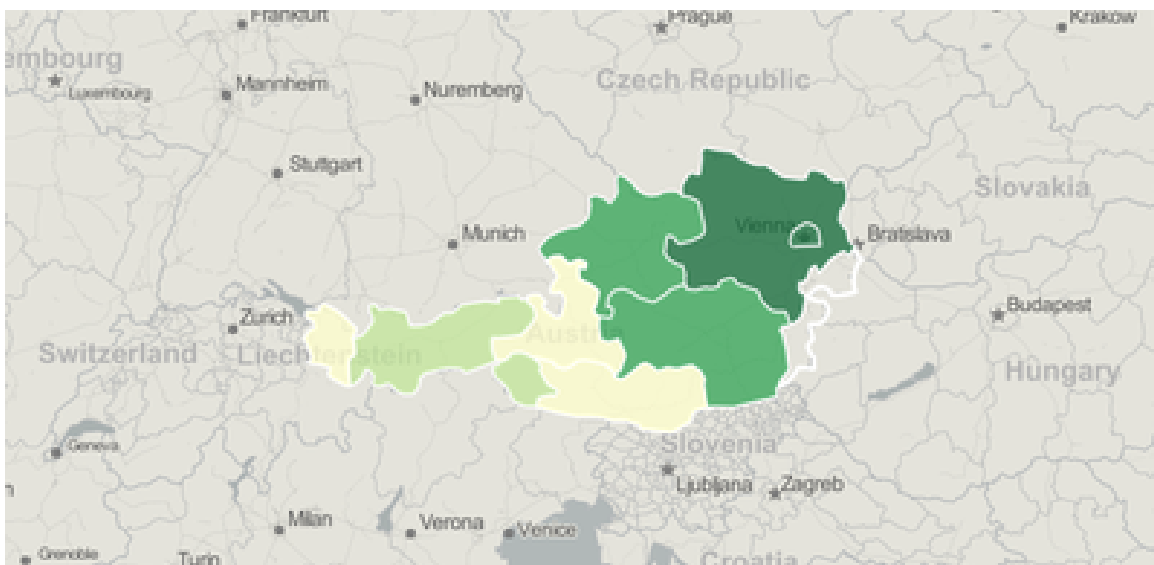 Frankfurt
Prague
Krakow
embourg
Luxembourg
Mannheim
Nuremberg
Czech Republic
Stuttgart
Slovakia
Munich
Vienna
Bratislava
Zurich
Austria
Budapest
Switzerland
Liechtenstein
Hungary
Geneva
Slovenia
Ljubljana
Zagreb
Milan
Verona
Venice
Grenoble
Turin
Croatia